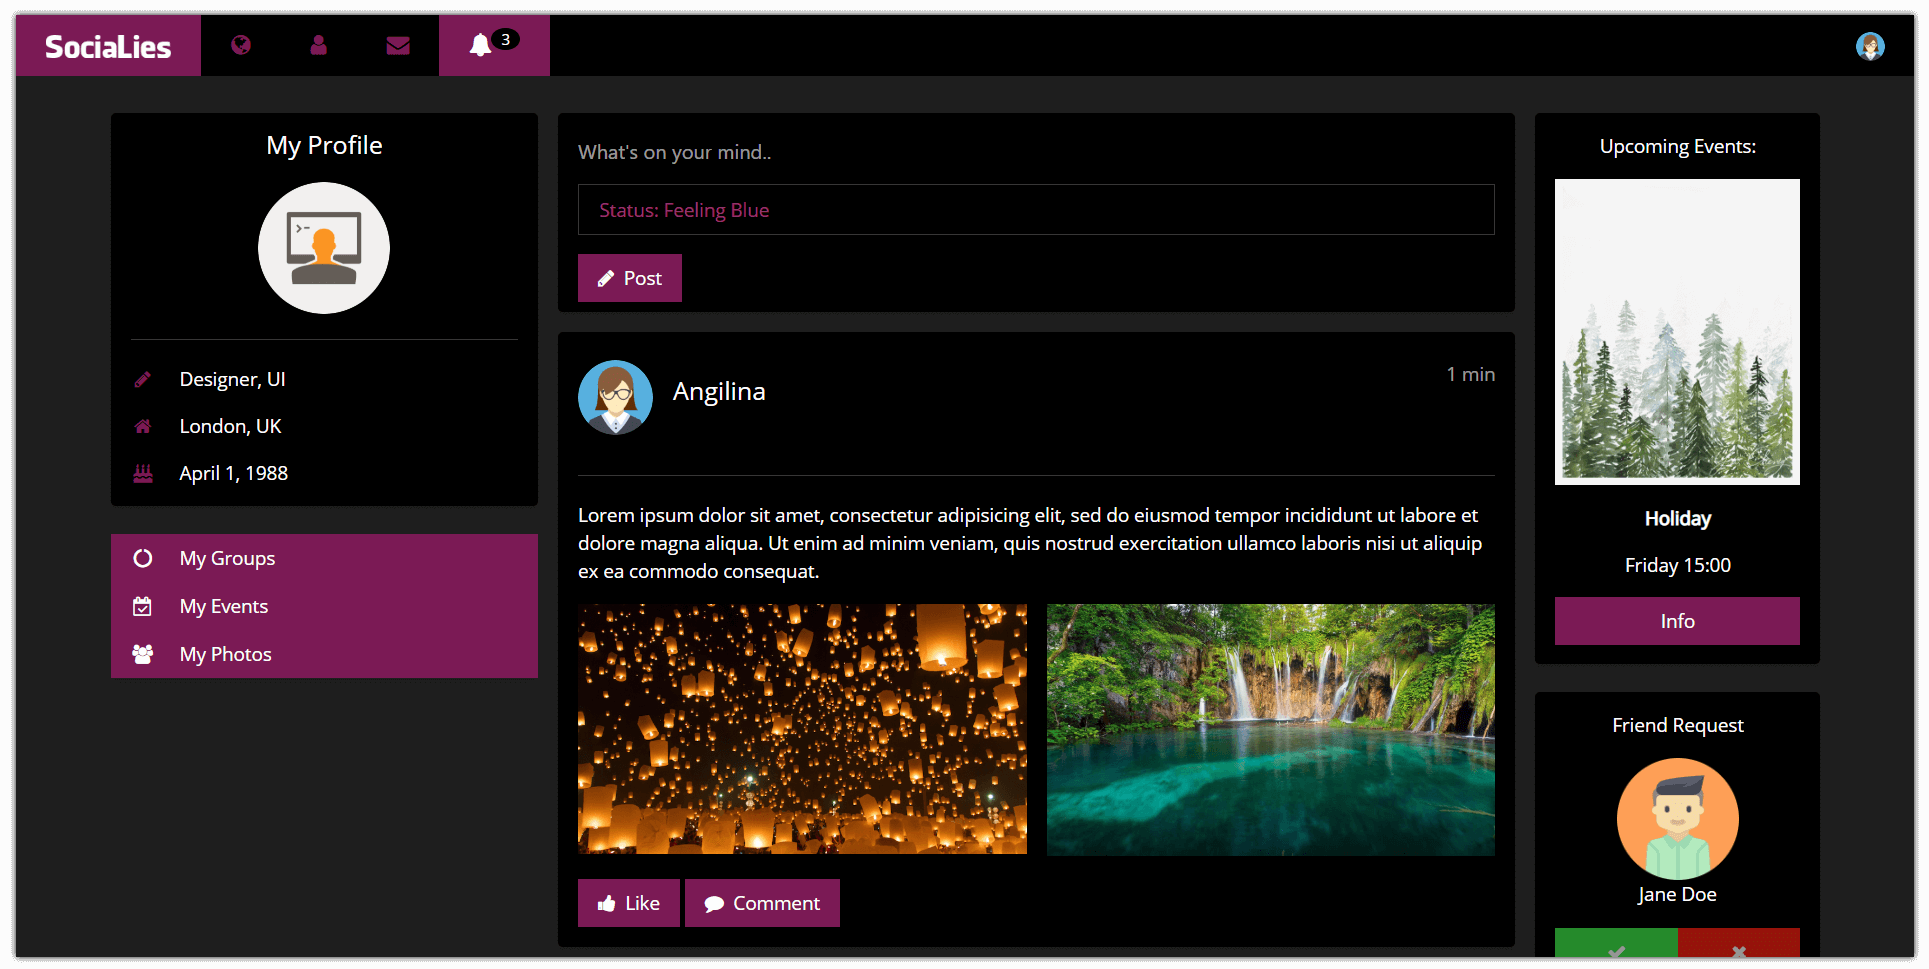 SociaLies
3
My Profile
Designer, UI
London, UK
April 1, 1988
My Groups
My Events
My Photos
What's on your mind..
Status: Feeling Blue
Post
Angilina
1 min
Lorem ipsum dolor sit amet, consectetur adipisicing elit, sed do eiusmod tempor incididunt ut labore et
dolore magna aliqua. Ut enim ad minim veniam, quis nostrud exercitation ullamco laboris nisi ut aliquip
ex ea commodo consequat.
Like
Comment
Upcoming Events:
Holiday
Friday 15:00
Info
Friend Request
Jane Doe